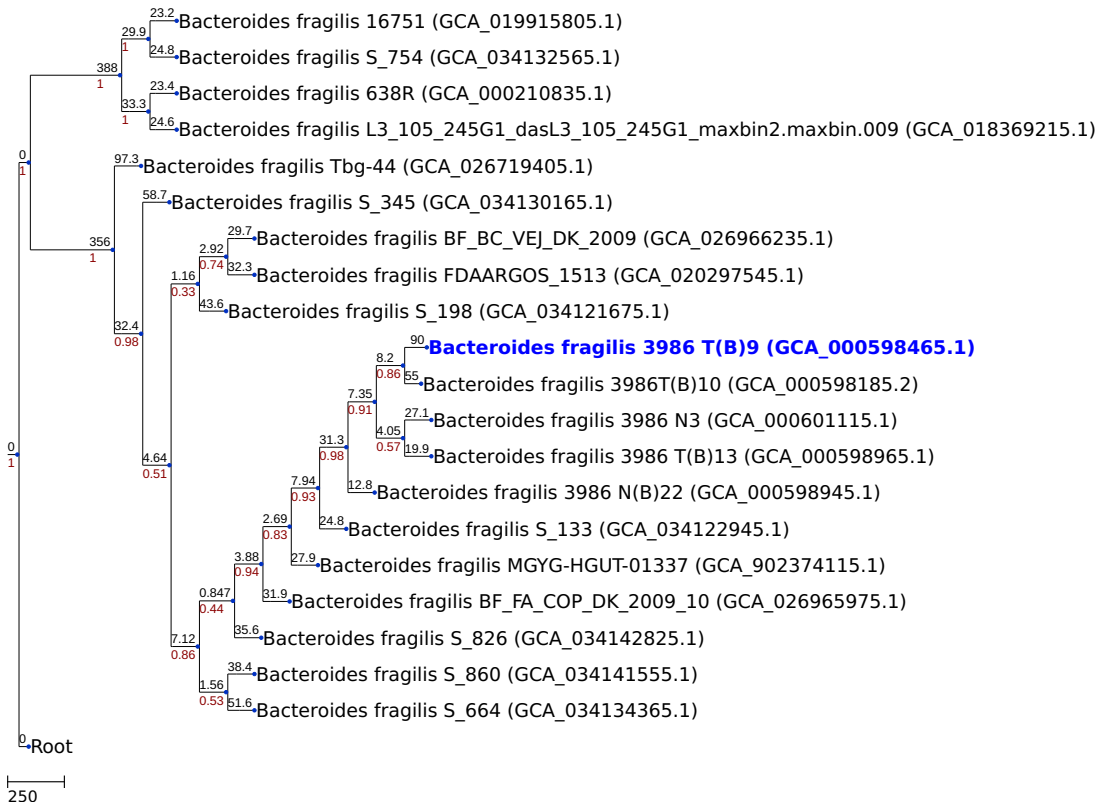 23.2 Bacteroides fragilis 16751 (GCA_019915805.1)
29.9
1
24.8 Bacteroides fragilis S_754 (GCA_034132565.1)
388
1
23.4 Bacteroides fragilis 638R (GCA_000210835.1)
33.3
1
24.6 Bacteroides fragilis L3_105_245G1_dasL3_105_245G1_maxbin2.maxbin.009 (GCA_018369215.1)
0
1
97.3 Bacteroides fragilis Tbg-44 (GCA_026719405.1)
58.7 Bacteroides fragilis S_345 (GCA_034130165.1)
356
1
29.7 Bacteroides fragilis BF_BC_VEJ_DK_2009 (GCA_026966235.1)
2.92
0.74
32.3 Bacteroides fragilis FDAARGOS_1513 (GCA_020297545.1)
1.16
0.33
43.6 Bacteroides fragilis S_198 (GCA_034121675.1)
32.4
0.98
90 Bacteroides fragilis 3986 T(B)9 (GCA_000598465.1)
8.2
0.86
55 Bacteroides fragilis 3986T(B)10 (GCA_000598185.2)
7.35
0.91
27.1 Bacteroides fragilis 3986 N3 (GCA_000601115.1)
4.05
0.57
19.9 Bacteroides fragilis 3986 T(B)13 (GCA_000598965.1)
31.3
0.98
12.8 Bacteroides fragilis 3986 N(B)22 (GCA_000598945.1)
0
1
4.64
0.51
7.94
0.93
24.8 Bacteroides fragilis S_133 (GCA_034122945.1)
2.69
0.83
27.9 Bacteroides fragilis MGYG-HGUT-01337 (GCA_902374115.1)
3.88
0.94
31.9 Bacteroides fragilis BF_FA_COP_DK_2009_10 (GCA_026965975.1)
0.847
0.44
35.6 Bacteroides fragilis S_826 (GCA_034142825.1)
7.12
0.86
38.4 Bacteroides fragilis S_860 (GCA_034141555.1)
1.56
0.53
51.6 Bacteroides fragilis S_664 (GCA_034134365.1)
0 Root
250